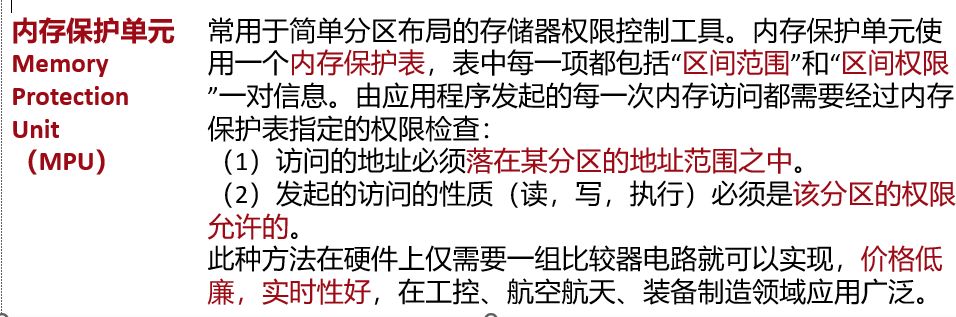 内存保护单元
Memory
Protection
Unit
（MPU）
常用于简单分区布局的存储器权限控制工具。内存保护单元使
用一个内存保护表，表中每一项都包括“区间范围”和“区间权限
”一对信息。由应用程序发起的每一次内存访问都需要经过内存
保护表指定的权限检查：
（1）访问的地址必须落在某分区的地址范围之中。
（2）发起的访问的性质（读，写，执行）必须是该分区的权限
允许的。
此种方法在硬件上仅需要一组比较器电路就可以实现，价格低
廉，实时性好，在工控、航空航天、装备制造领域应用广泛。